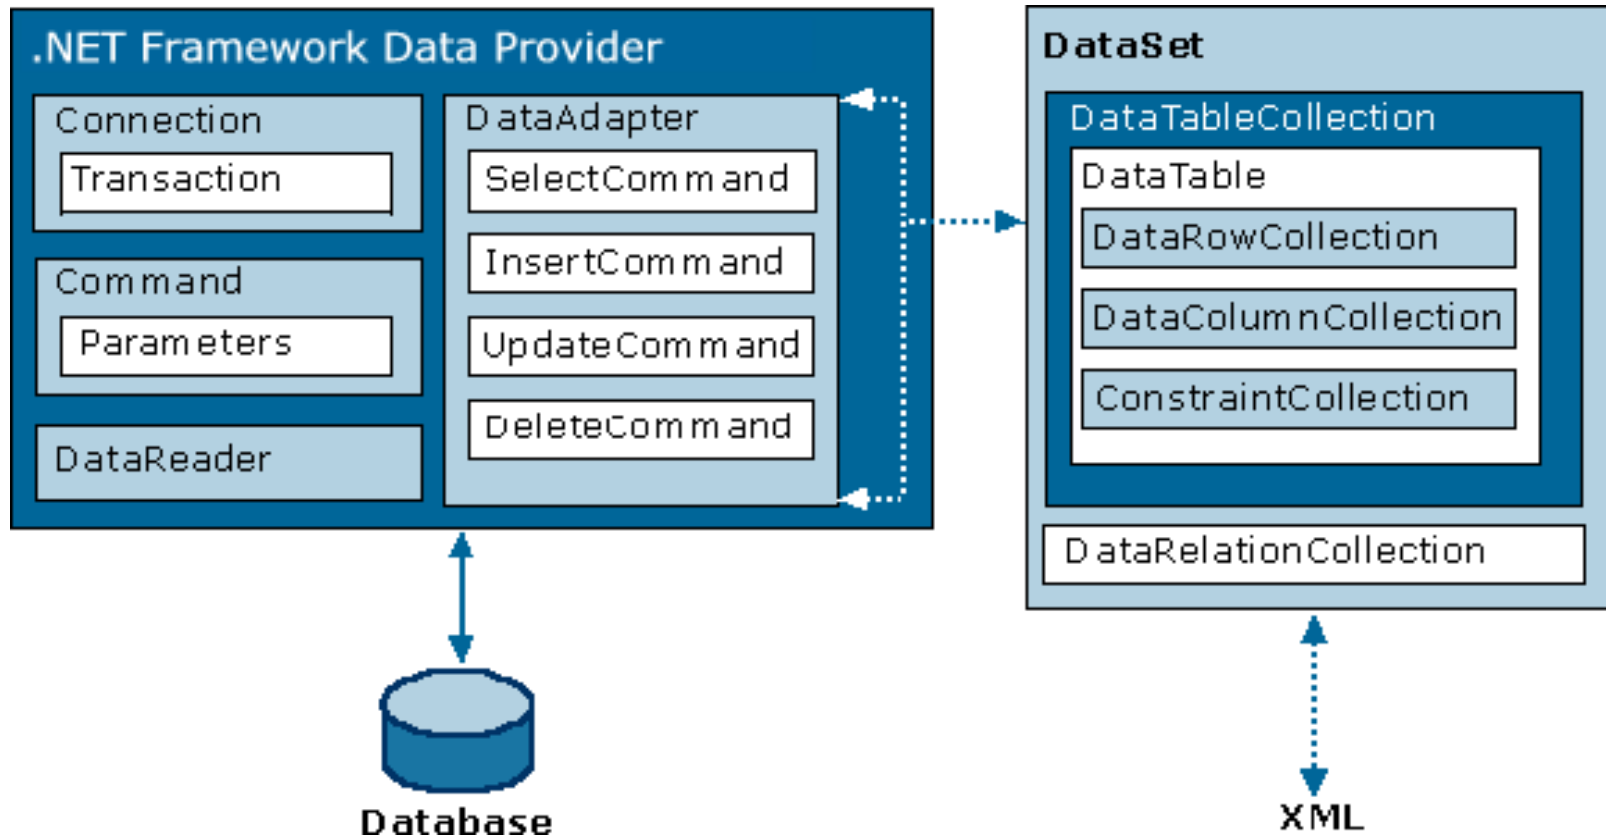 .NET Framework Data Provider
Connection
Transaction
Command
Parameters
DataReader
DataAdapter
SelectCommand
InsertCommand
UpdateCommand
DeleteCommand
Database
DataSet
DataTableCollection
DataTable
DataRowCollection
DataColumnCollection
ConstraintCollection
DataRelationCollection
XML